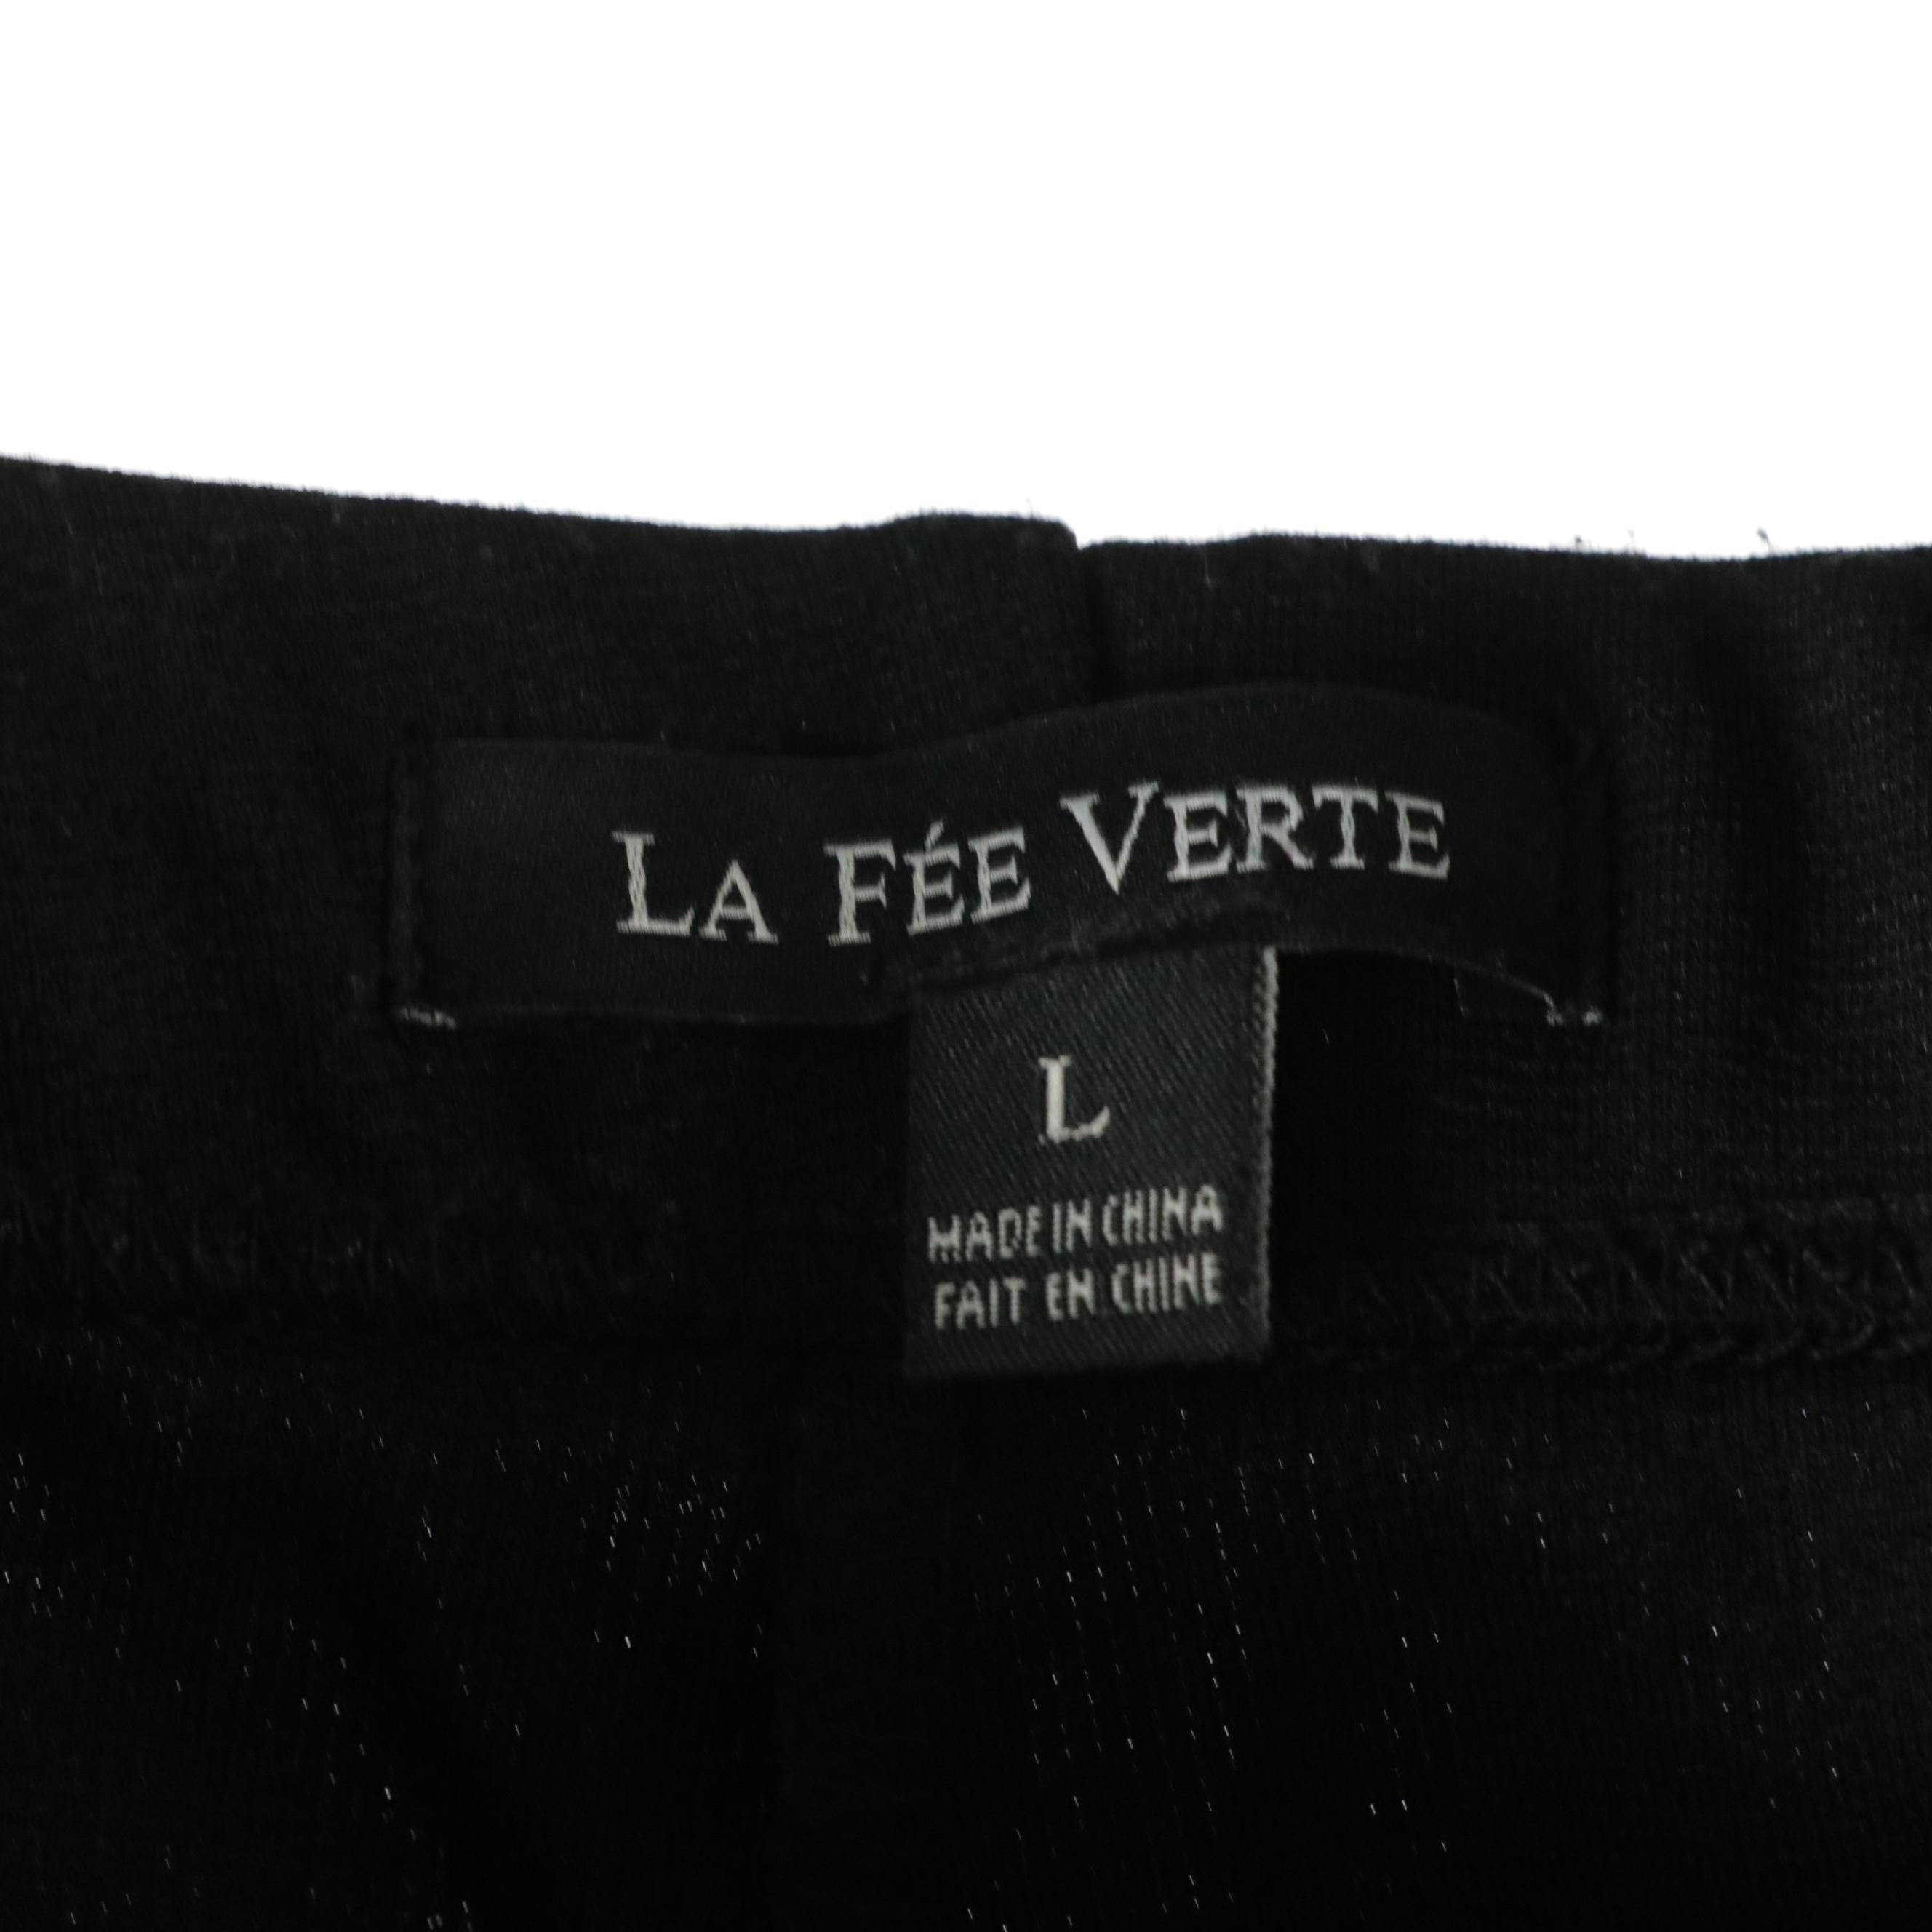 LA FÉE VERTE
L
MADE IN CHINA
FAIT EN CHINE